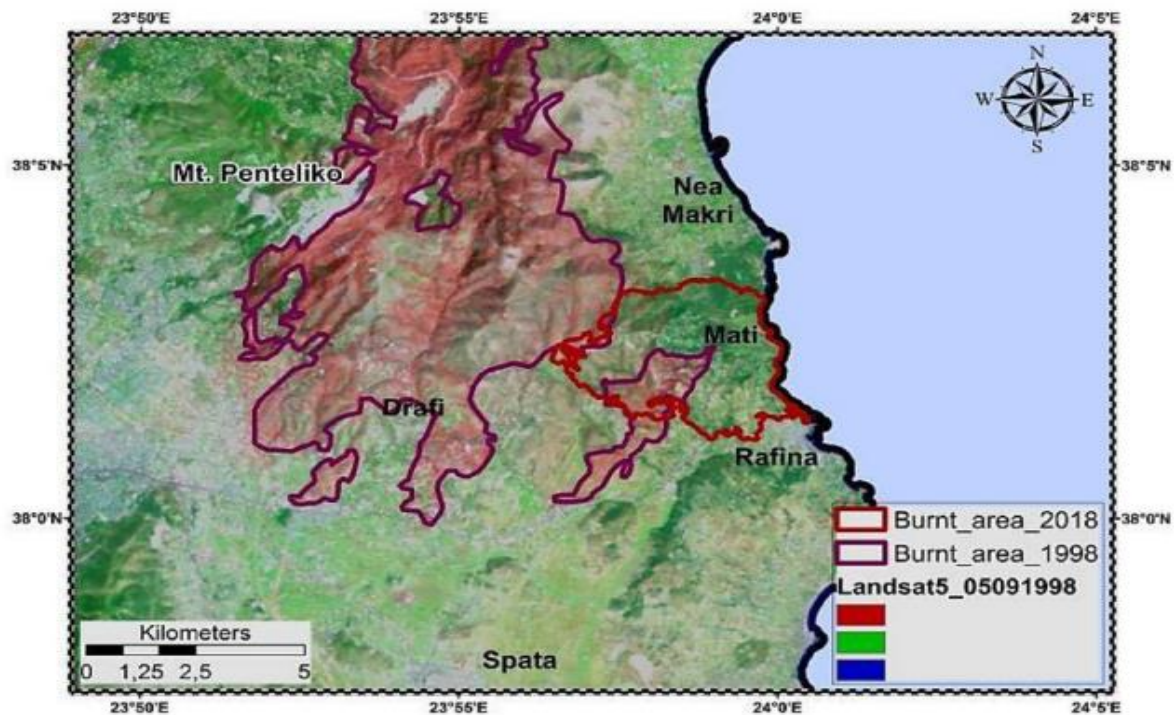 23°50'E 23°55'E 24°0'E 24°5'E
N
W E
S
38°5'N 38°5'N
Mt. Penteliko
Nea
Makri
Mati
Drafi
Rafina
38°0'N 38°0'N
Burnt_area_2018
Burnt_area_1998
Landsat5_05091998
Kilometers
0 1,25 2,5 5
Spata
23°50'E 23°55'E 24°0'E 24°5'E